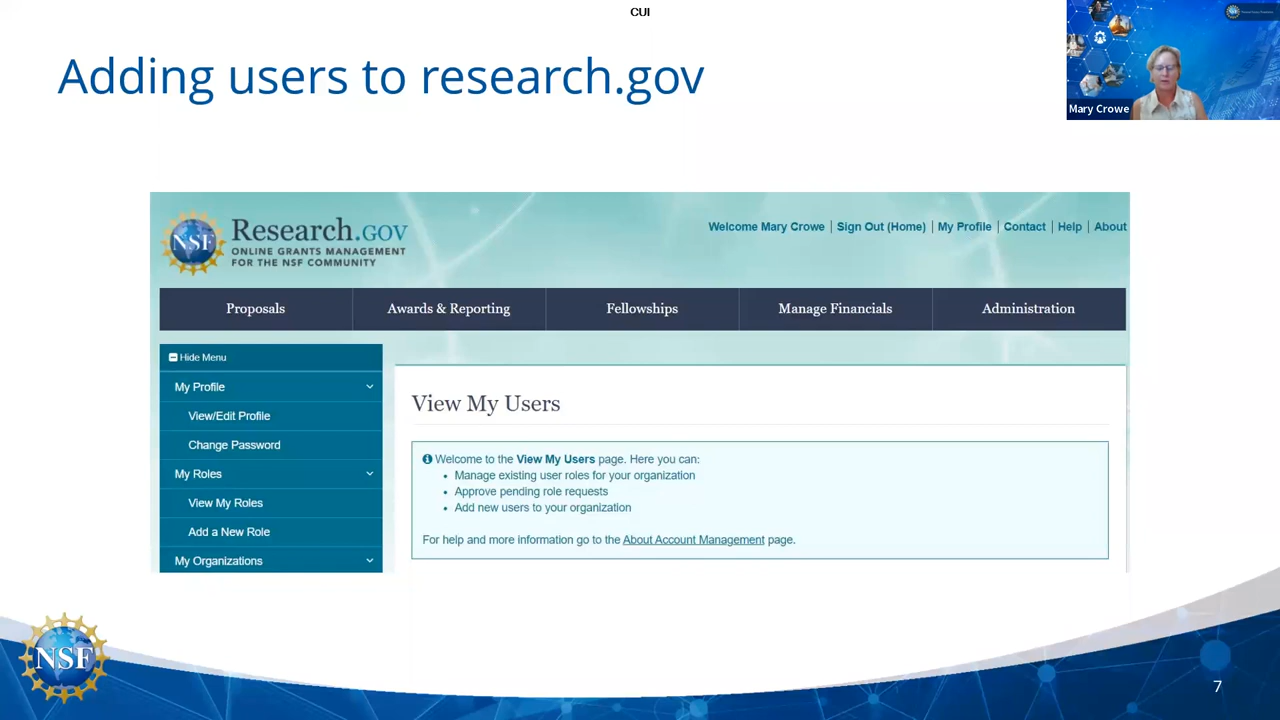 CUI
Adding users to research.gov
Mary Crowe
NSF
Research.gov
ONLINE GRANTS MANAGEMENT
FOR THE NSF COMMUNITY
Welcome Mary Crowe | Sign Out (Home) | My Profile | Contact | Help | About
Proposals
Awards & Reporting
Fellowships
Manage Financials
Administration
Hide Menu
My Profile
View/Edit Profile
Change Password
My Roles
View My Roles
Add a New Role
My Organizations
View My Users
Welcome to the View My Users page. Here you can:
• Manage existing user roles for your organization
• Approve pending role requests
• Add new users to your organization
For help and more information go to the About Account Management page.
NSF
7